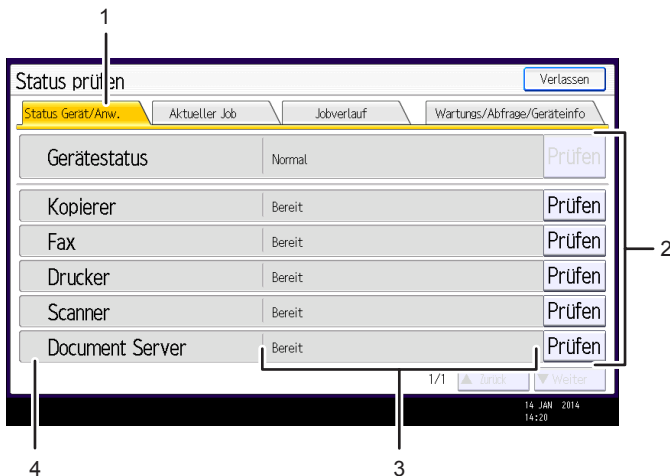 1
Status prüfen
Verlassen
Status Gerät/Anw.
Aktueller Job
Jobverlauf
Wartungs/Abfrage/Geräteinfo
Gerätestatus Normal Prüfen
Kopierer Bereit Prüfen
Fax Bereit Prüfen
2
Drucker Bereit Prüfen
Scanner Bereit Prüfen
Document Server Bereit Prüfen
1/1 ▲ Zurück ▼ Weiter
14 JAN 2014
14:20
4
3